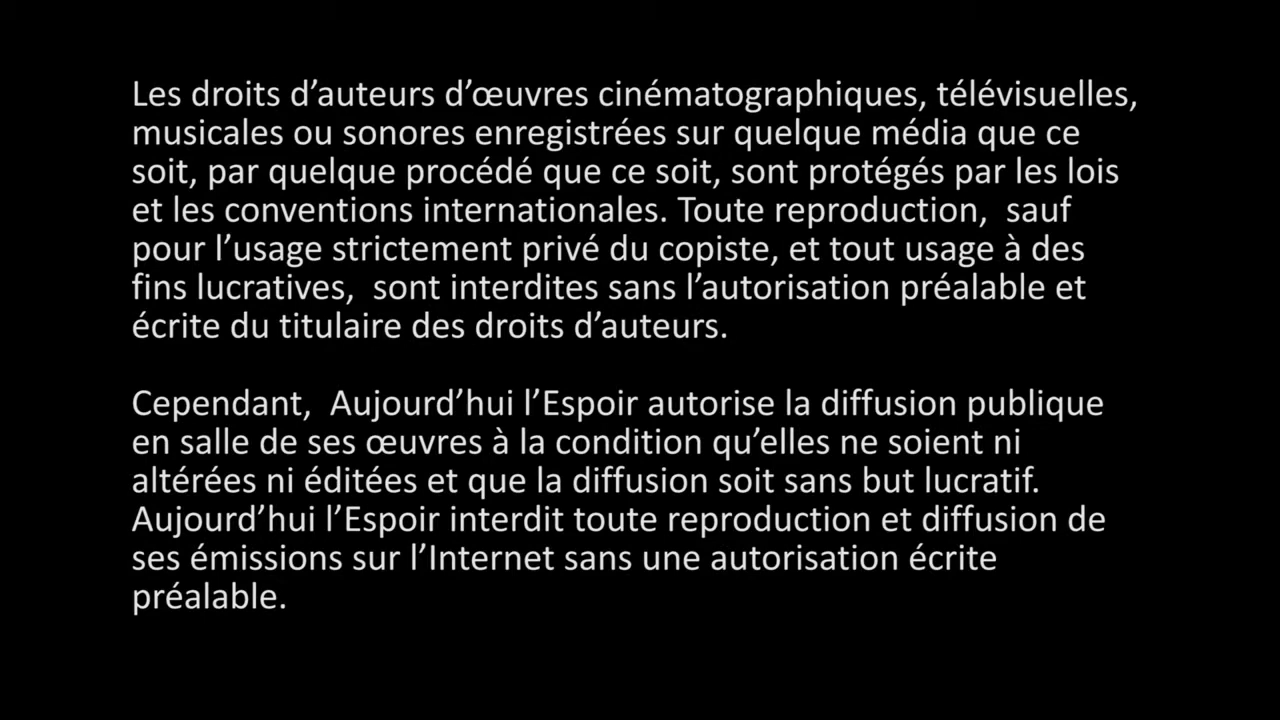 Les droits d’auteurs d’œuvres cinématographiques, télévisuelles,
musicales ou sonores enregistrées sur quelque média que ce
soit, par quelque procédé que ce soit, sont protégés par les lois
et les conventions internationales. Toute reproduction,  sauf
pour l’usage strictement privé du copiste, et tout usage à des
fins lucratives,  sont interdites sans l’autorisation préalable et
écrite du titulaire des droits d’auteurs.
Cependant,  Aujourd’hui l’Espoir autorise la diffusion publique
en salle de ses œuvres à la condition qu’elles ne soient ni
altérées ni éditées et que la diffusion soit sans but lucratif.
Aujourd’hui l’Espoir interdit toute reproduction et diffusion de
ses émissions sur l’Internet sans une autorisation écrite
préalable.